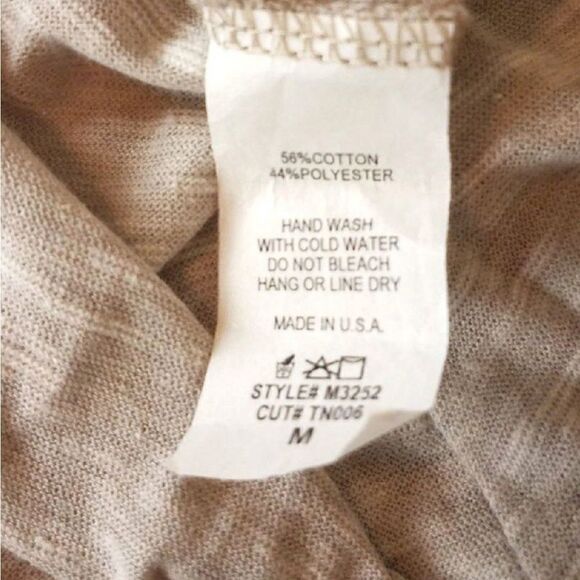 56%COTTON
44%POLYESTER
HAND WASH
WITH COLD WATER
DO NOT BLEACH
HANG OR LINE DRY
MADE IN U.S.A.
STYLE# M3252
CUT# TN006
M